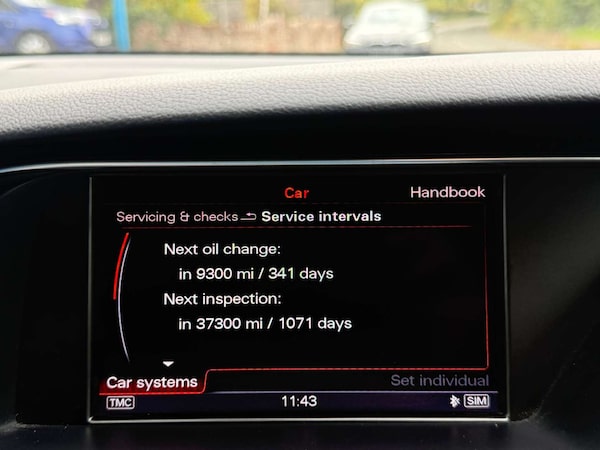 Car
Handbook
Servicing & checks Service intervals
Next oil change:
in 9300 mi / 341 days
Next inspection:
in 37300 mi / 1071 days
Car systems
Set individual
TMC
11:43
SIM